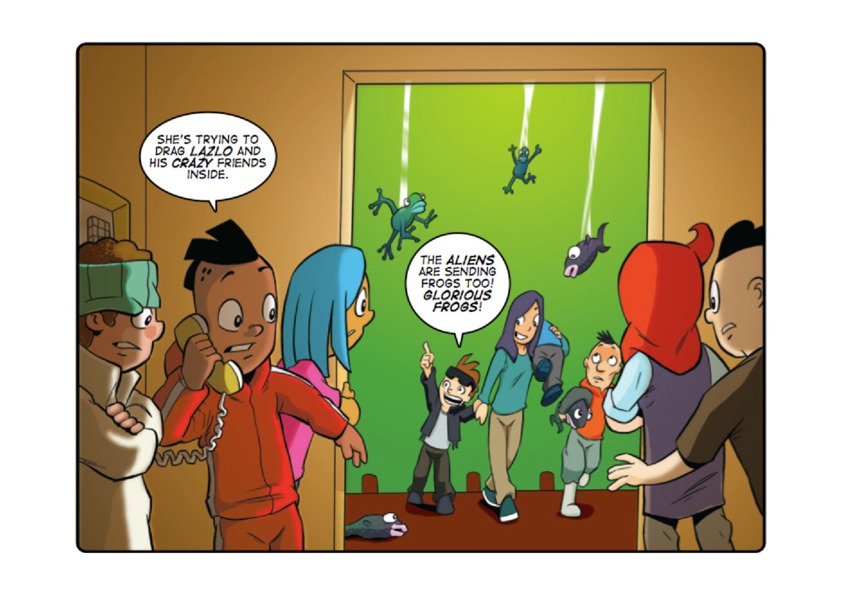 SHE'S TRYING TO
DRAG LAZLO AND
HIS CRAZY FRIENDS
INSIDE.
THE ALIENS
ARE SENDING
FROGS TOO!
GLORIOUS
FROGS!